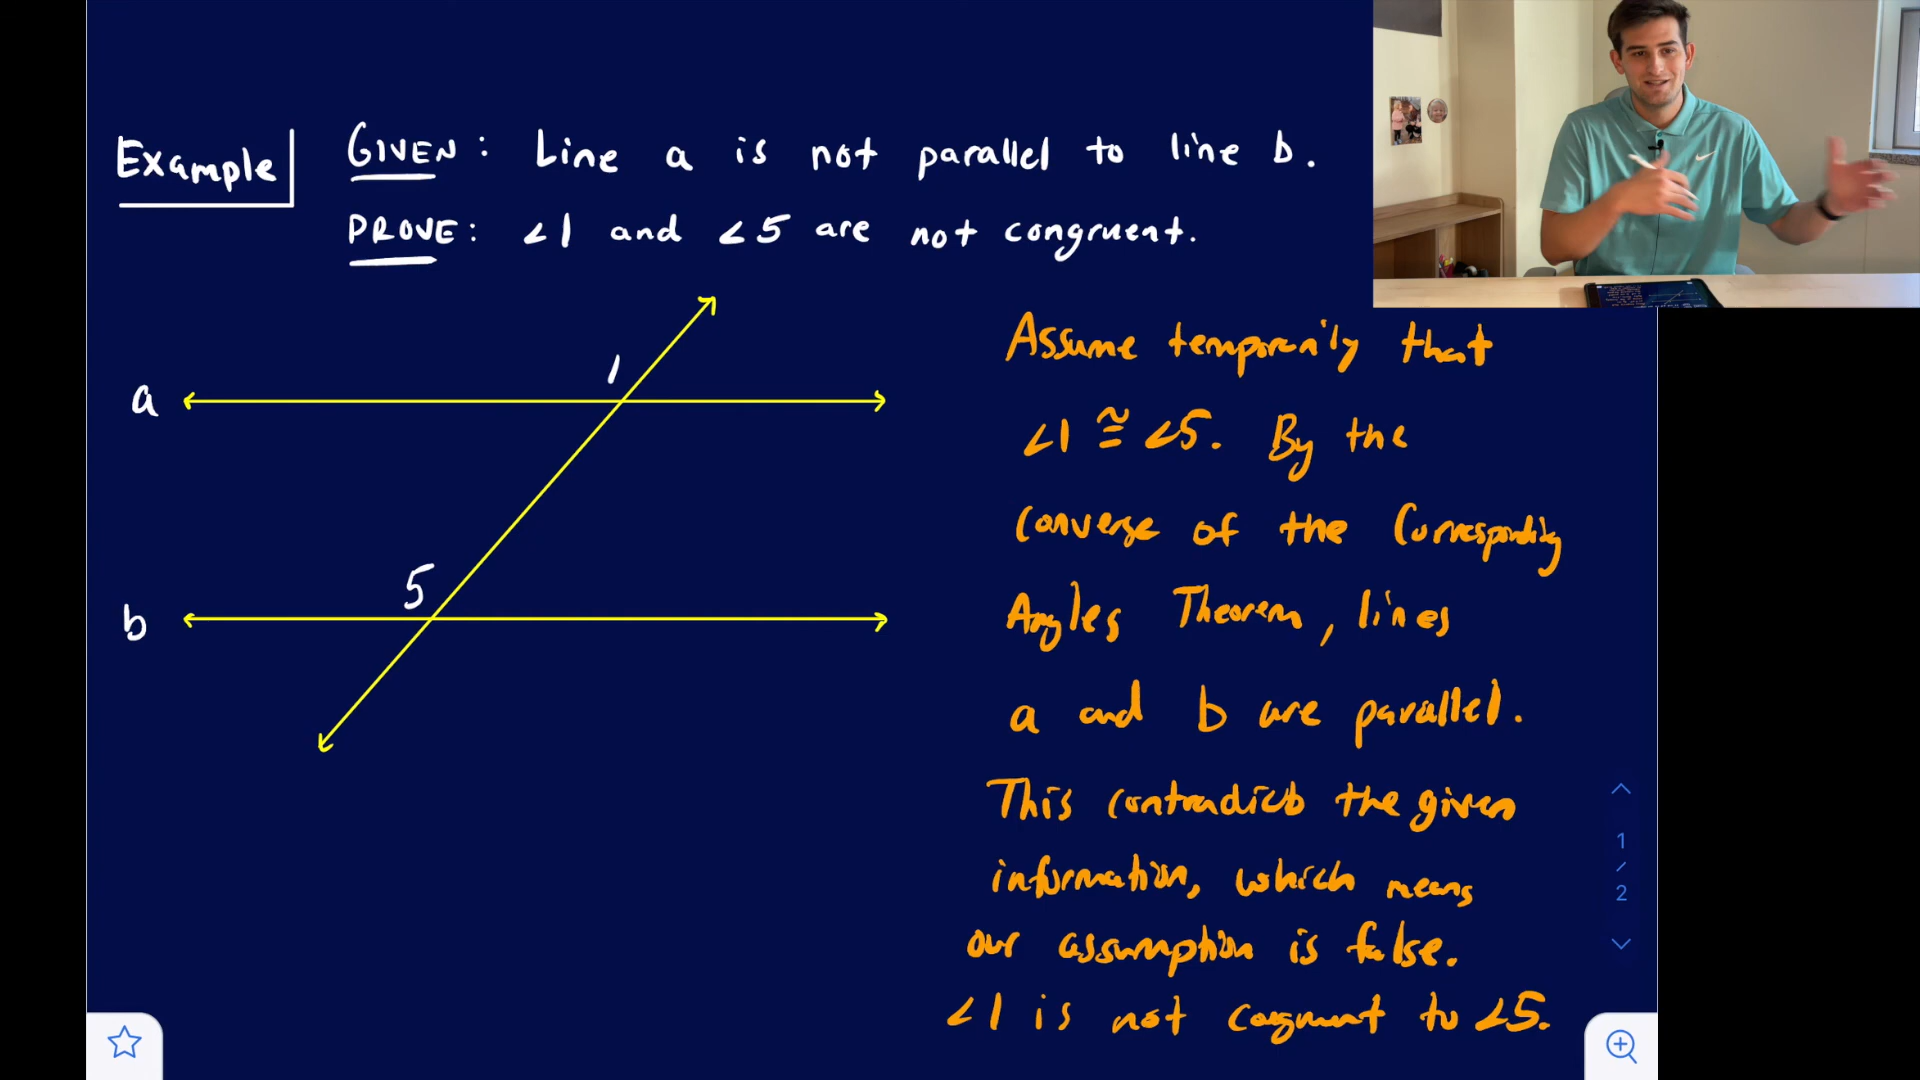 Example
GIVEN: Line a is not parallel to line b.
PROVE: ∠1 and ∠5 are not congruent.
1
a
5
b
Assume temporarily that
∠1 ≅ ∠5. By the
converse of the Corresponding
Angles Theorem, lines
a and b are parallel.
This contradicts the given
information, which means
our assumption is false.
∠1 is not congruent to ∠5.
1
/
2